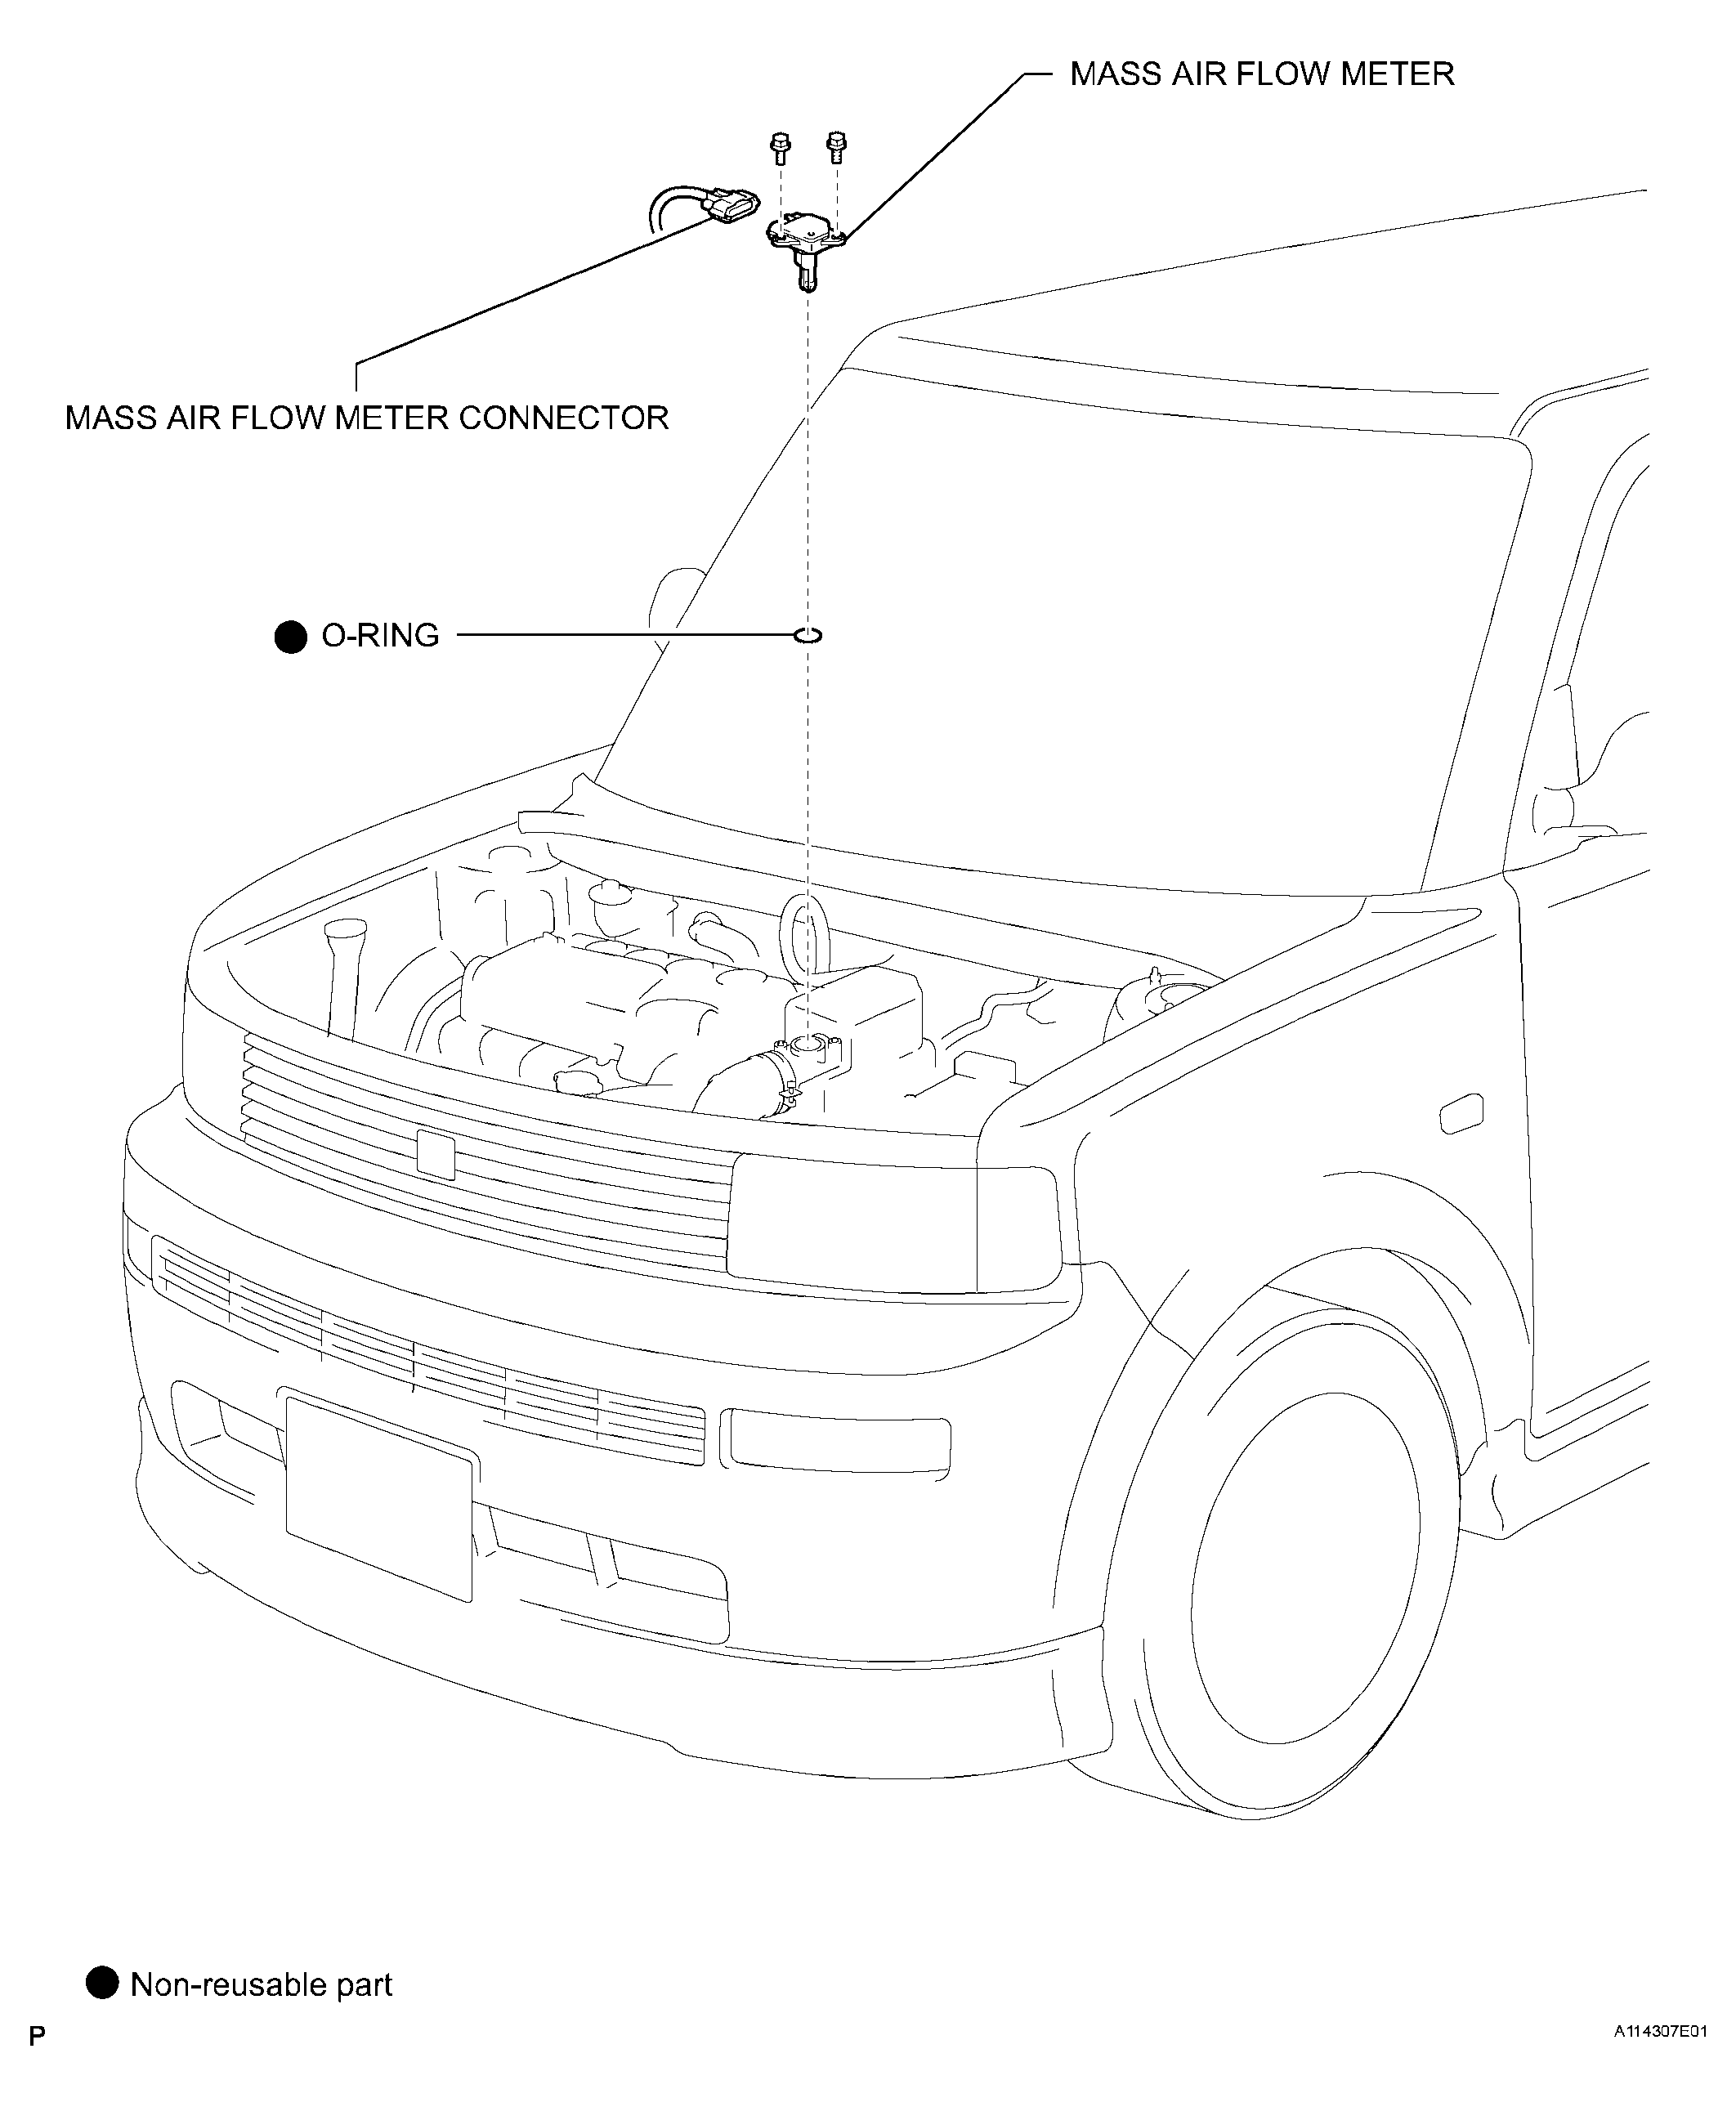 MASS AIR FLOW METER
MASS AIR FLOW METER CONNECTOR
O-RING
Non-reusable part
P
A114307E01